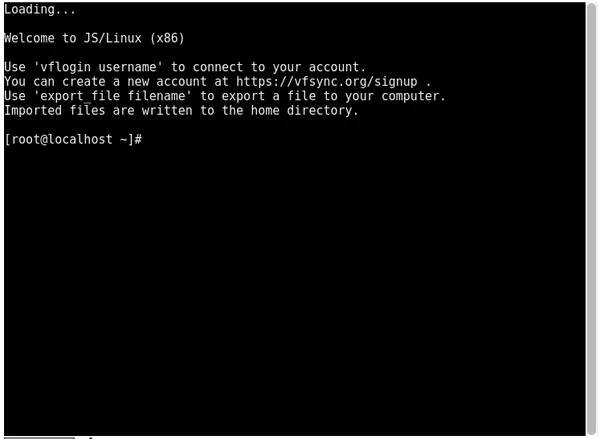 Loading...
Welcome to JS/Linux (x86)
Use 'vflogin username' to connect to your account.
You can create a new account at https://vfsync.org/signup .
Use 'export_file filename' to export a file to your computer.
Imported files are written to the home directory.
[root@localhost ~]#